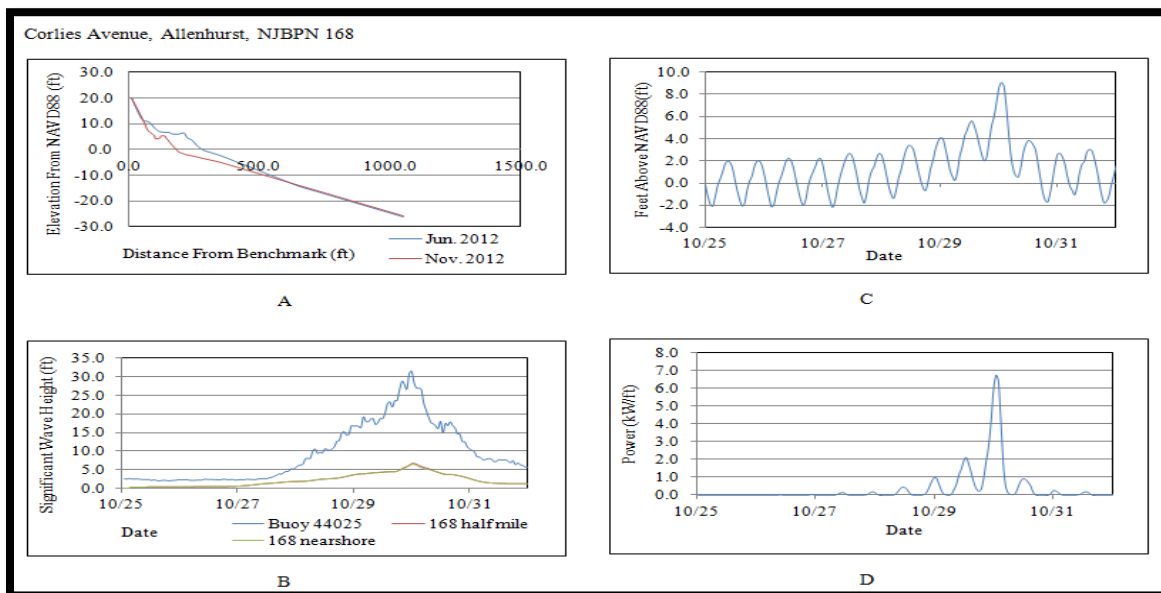 Corlies Avenue, Allenhurst, NJBPN 168
Elevation From NAVD88 (ft)
30.0
20.0
10.0
0.0
-10.0
-20.0
-30.0
0.0
500.0
1000.0
1500.0
Distance From Benchmark (ft)
Jun. 2012
Nov. 2012
A
Feet Above NAVD88(ft)
10.0
8.0
6.0
4.0
2.0
0.0
-2.0
-4.0
10/25
10/27
10/29
10/31
Date
C
Significant Wave Height (ft)
35.0
30.0
25.0
20.0
15.0
10.0
5.0
0.0
10/25
10/27
10/29
10/31
Date
Buoy 44025
168 half mile
168 nearshore
B
Power (kW/ft)
8.0
7.0
6.0
5.0
4.0
3.0
2.0
1.0
0.0
10/25
10/27
10/29
10/31
Date
D